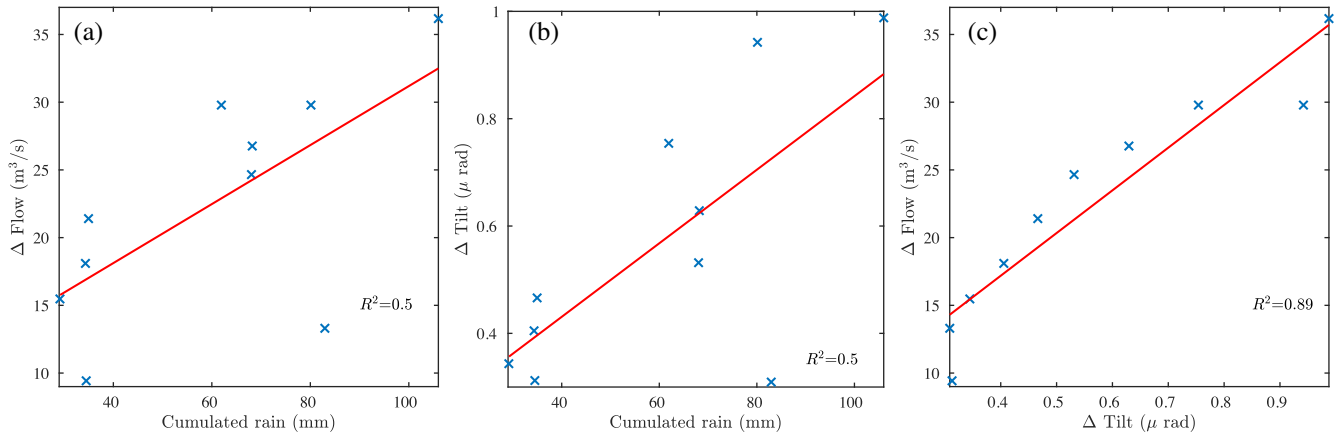 (a)
35
30
25
20
15
10
Δ Flow (m³/s)
R²=0.5
40 60 80 100
Cumulated rain (mm)
(b)
1
0.8
0.6
0.4
Δ Tilt (μ rad)
R²=0.5
40 60 80 100
Cumulated rain (mm)
(c)
35
30
25
20
15
10
Δ Flow (m³/s)
R²=0.89
0.4 0.5 0.6 0.7 0.8 0.9
Δ Tilt (μ rad)